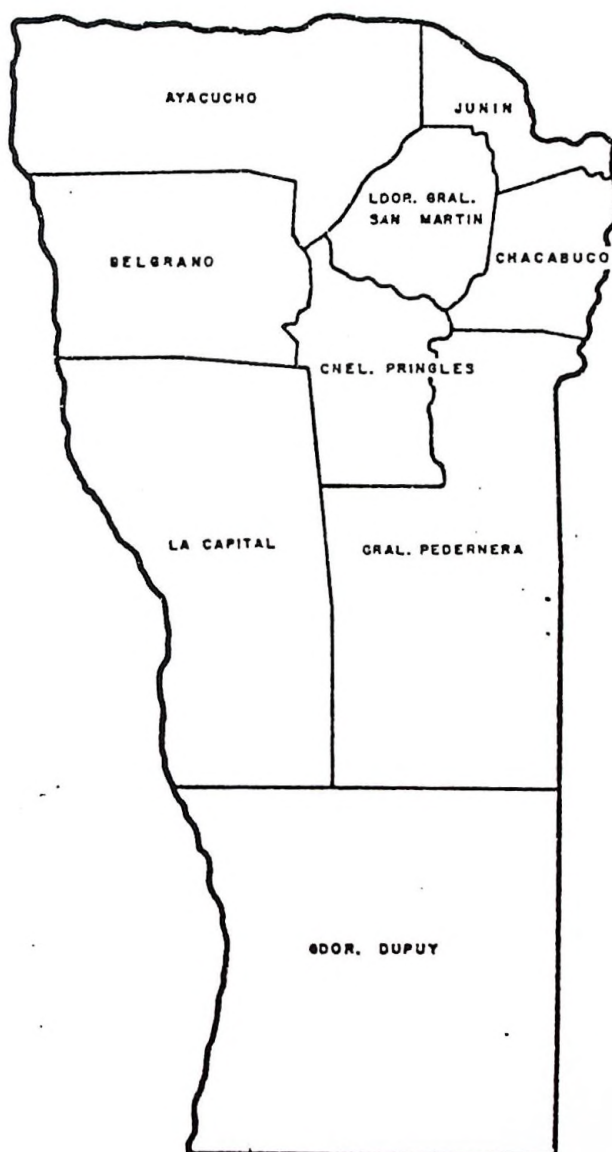 AYACUCHO
JUNIN
LDOR. GRAL.
SAN MARTIN
BELGRANO
CHACABUCO
CNEL. PRINGLES
LA CAPITAL
GRAL. PEDERNERA
GDOR. DUPUY